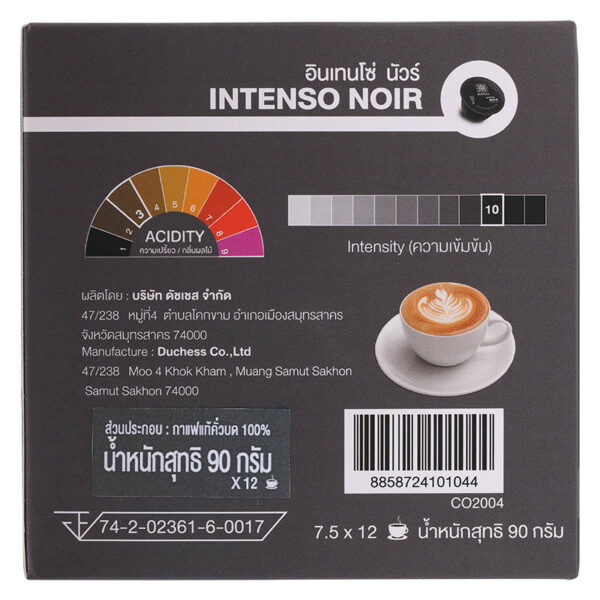 อินเทนโซ่ นัวร์
INTENSO NOIR
1 2 3 4 5 6 7 8 9
ACIDITY
ความเปรี้ยว / กลิ่นผลไม้
10
Intensity (ความเข้มข้น)
ผลิตโดย : บริษัท ดัชเชส จำกัด
47/238 หมู่ที่4 ตำบลโคกขาม อำเภอเมืองสมุทรสาคร
จังหวัดสมุทรสาคร 74000
Manufacture : Duchess Co.,Ltd
47/238 Moo 4 Khok Kham , Muang Samut Sakhon
Samut Sakhon 74000
ส่วนประกอบ : กาแฟแท้คั่วบด 100%
น้ำหนักสุทธิ 90 กรัม
X 12
8858724101044
CO2004
74-2-02361-6-0017
7.5 x 12 น้ำหนักสุทธิ 90 กรัม